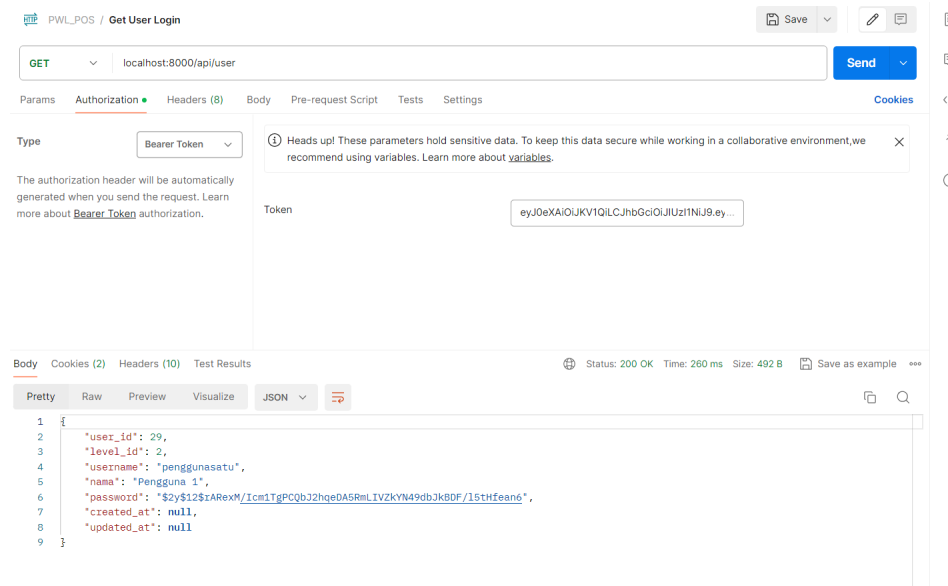 HTTP PWL_POS / Get User Login Save
GET localhost:8000/api/user Send
Params Authorization Headers (8) Body Pre-request Script Tests Settings Cookies
Type Bearer Token
The authorization header will be automatically
generated when you send the request. Learn
more about Bearer Token authorization.
Heads up! These parameters hold sensitive data. To keep this data secure while working in a collaborative environment,we
recommend using variables. Learn more about variables.
Token eyJ0eXAiOiJKV1QiLCJhbGciOiJIUzI1NiJ9.ey...
Body Cookies (2) Headers (10) Test Results Status: 200 OK Time: 260 ms Size: 492 B Save as example
Pretty Raw Preview Visualize JSON
1 {
2 "user_id": 29,
3 "level_id": 2,
4 "username": "penggunasatu",
5 "nama": "Pengguna 1",
6 "password": "$2y$12$rARexM/Icm1TgPCQbJ2hqeDA5RmLIVZkYN49dbJkBDF/l5tHfean6",
7 "created_at": null,
8 "updated_at": null
9 }